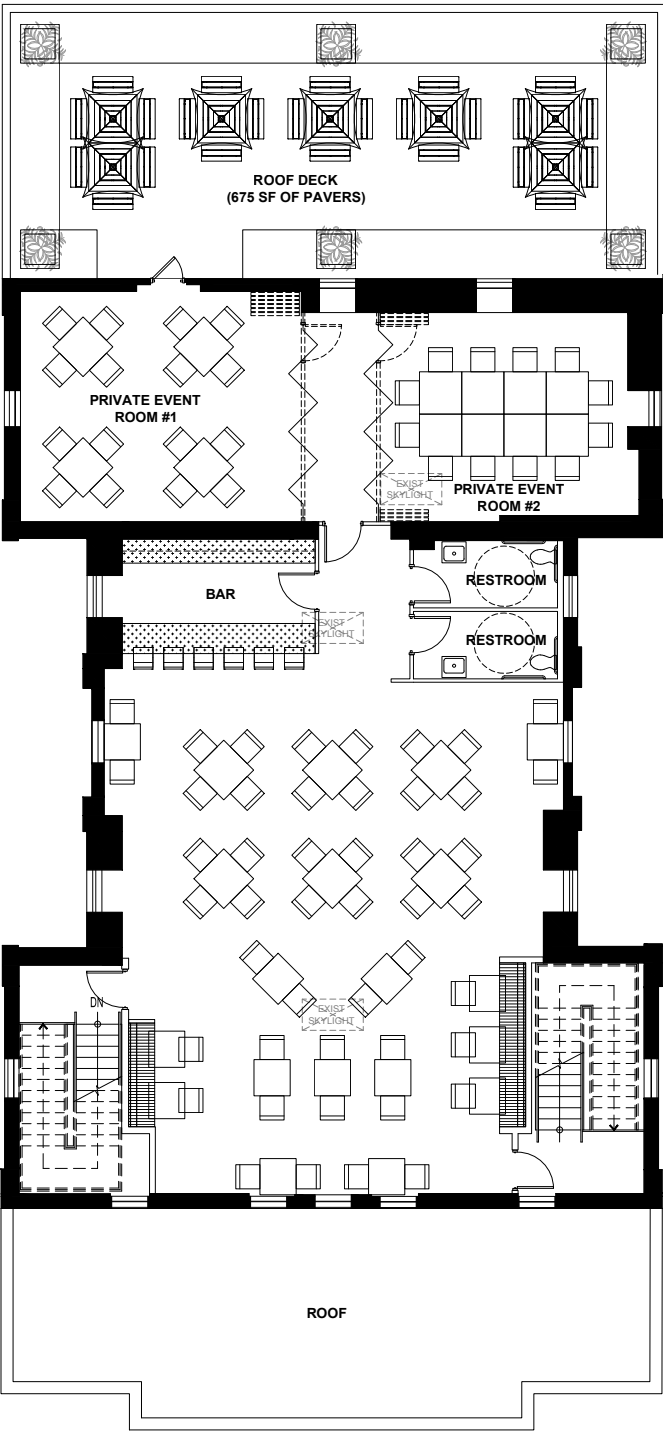 ROOF DECK
(675 SF OF PAVERS)
PRIVATE EVENT
ROOM #1
EXIST
SKYLIGHT
PRIVATE EVENT
ROOM #2
BAR
RESTROOM
EXIST
SKYLIGHT
RESTROOM
DN
EXIST
SKYLIGHT
ROOF